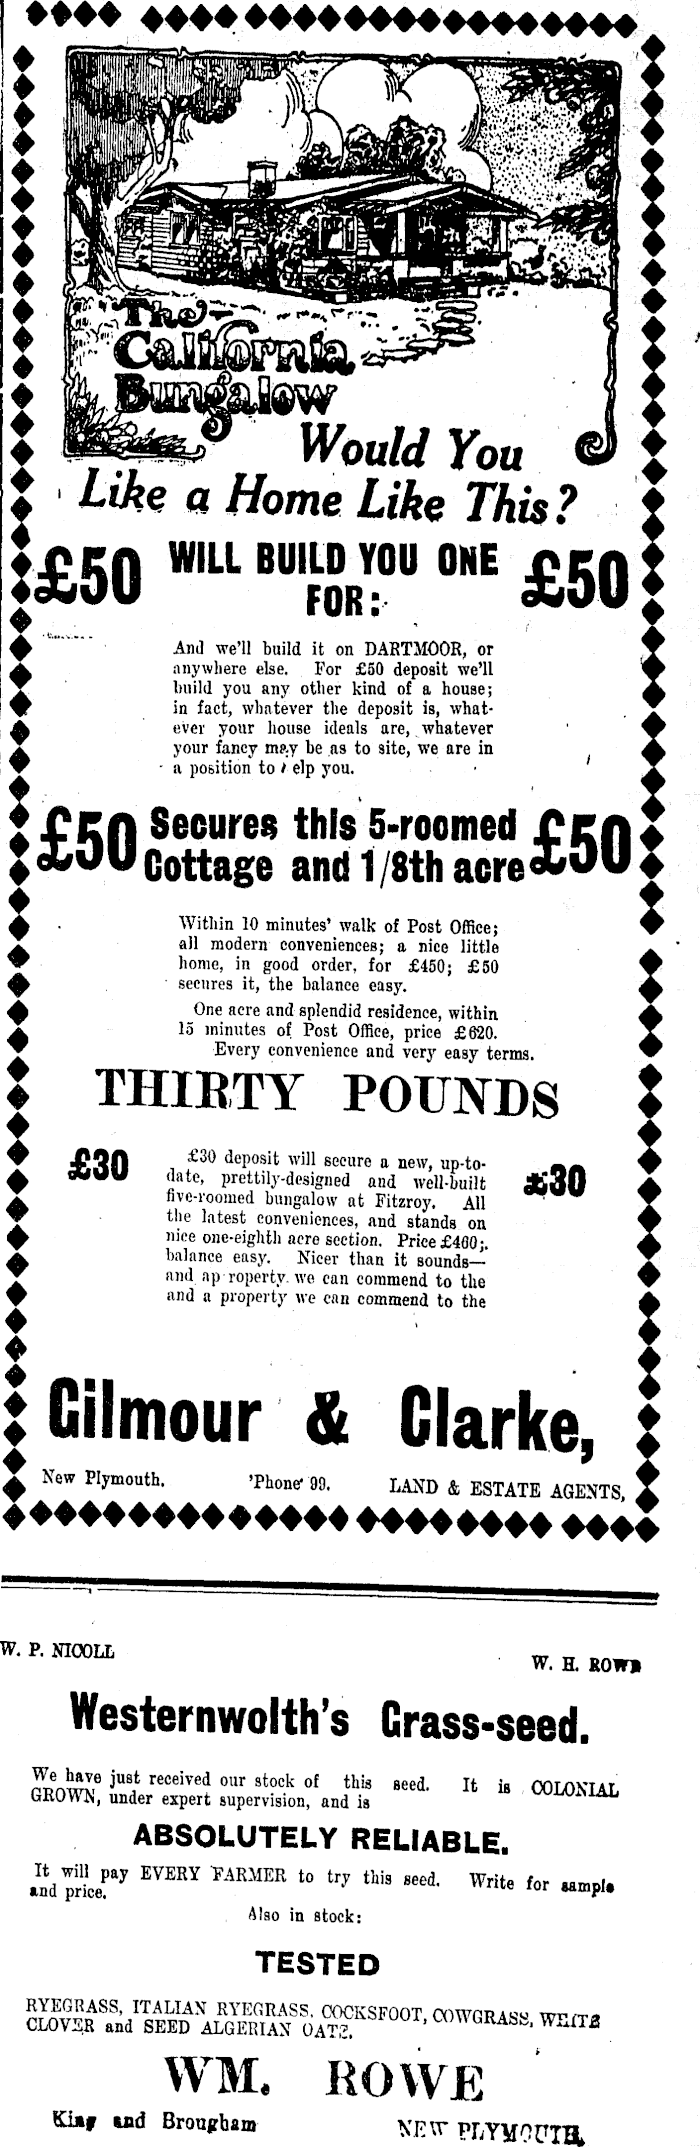 The
California
Bungalow
Would You
Like a Home Like This?
£50 WILL BUILD YOU ONE £50
FOR:
And we'll build it on DARTMOOR, or
anywhere else. For £50 deposit we'll
build you any other kind of a house;
in fact, whatever the deposit is, what-
ever your house ideals are, whatever
your fancy may be as to site, we are in
a position to elp you.
£50 Secures this 5-roomed £50
Cottage and 1/8th acre
Within 10 minutes' walk of Post Office;
all modern conveniences; a nice little
home, in good order, for £450; £50
secures it, the balance easy.
One acre and splendid residence, within
15 minutes of Post Office, price £620.
Every convenience and very easy terms.
THIRTY POUNDS
£30 £30
£30 deposit will secure a new, up-to-
date, prettily-designed and well-built
five-roomed bungalow at Fitzroy. All
the latest conveniences, and stands on
nice one-eighth acre section. Price £460;
balance easy. Nicer than it sounds—
and ap roperty we can commend to the
and a property we can commend to the
Gilmour & Clarke,
New Plymouth. 'Phone 99. LAND & ESTATE AGENTS,
W. P. NICOLL W. H. ROWE
Westernwolth's Grass-seed.
We have just received our stock of this seed. It is COLONIAL
GROWN, under expert supervision, and is
ABSOLUTELY RELIABLE.
It will pay EVERY FARMER to try this seed. Write for sample
and price.
Also in stock:
TESTED
RYEGRASS, ITALIAN RYEGRASS, COCKSFOOT, COWGRASS, WHITE
CLOVER and SEED ALGERIAN OATS.
WM. ROWE
King and Brougham NEW PLYMOUTH.